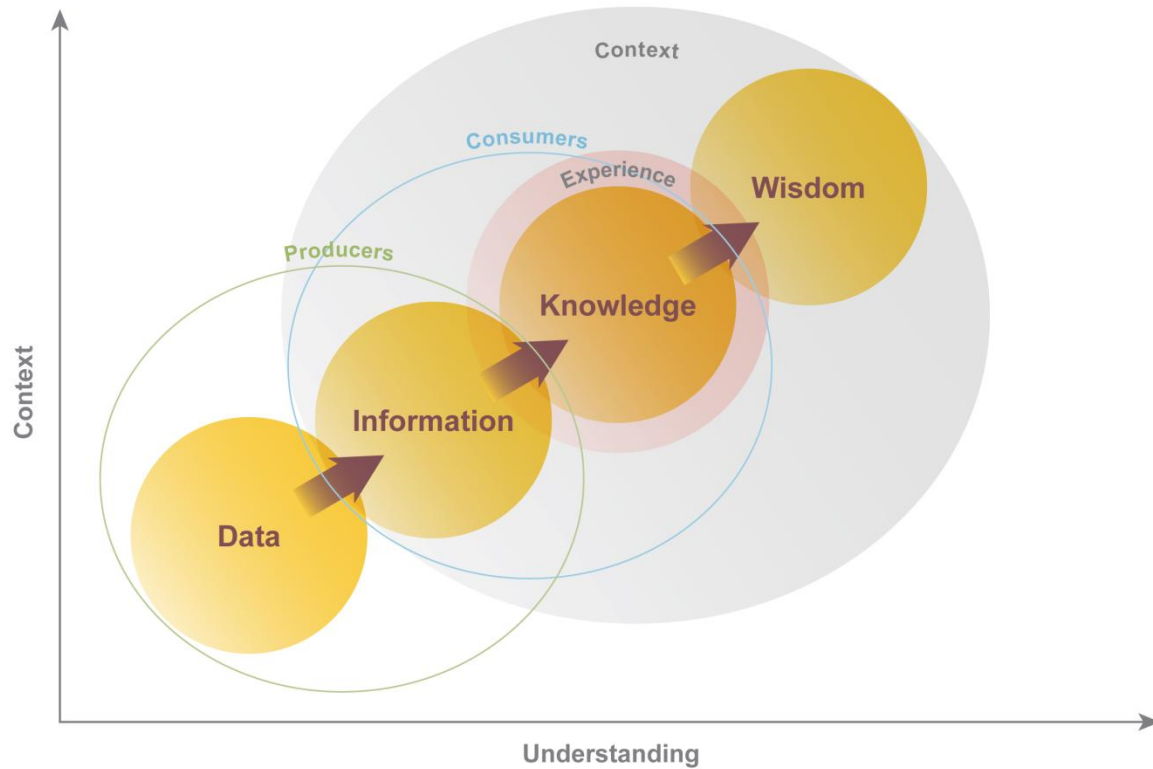 Context
Consumers
Experience
Wisdom
Producers
Knowledge
Context
Information
Data
Understanding